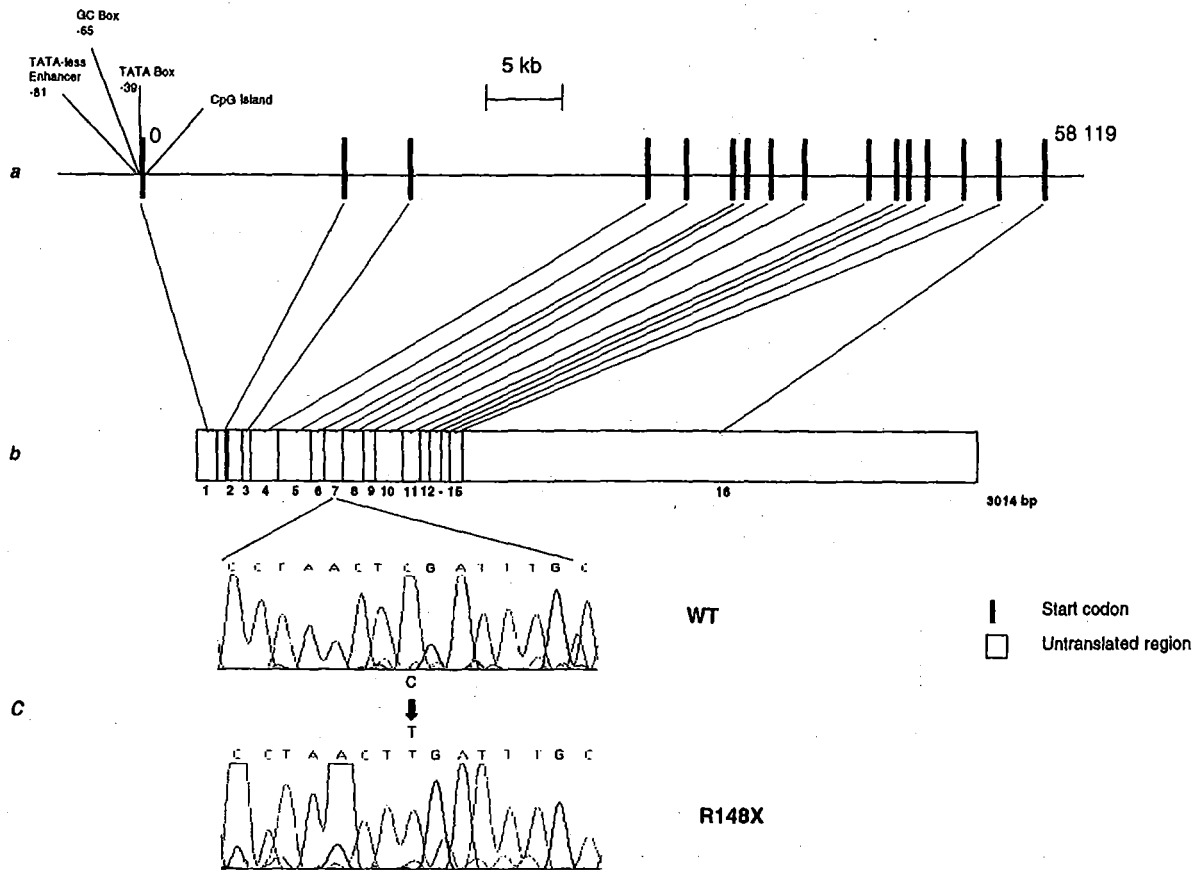 GC Box
-65
TATA-less
Enhancer
-81
TATA Box
-39
CpG Island
0
5 kb
58 119
a
b
1 2 3 4 5 6 7 8 9 10 11 12 - 15 16
3014 bp
C C T A A C T C G A T T T G C
WT
C
T
C
C C T A A C T T G A T T T G C
R148X
Start codon
Untranslated region